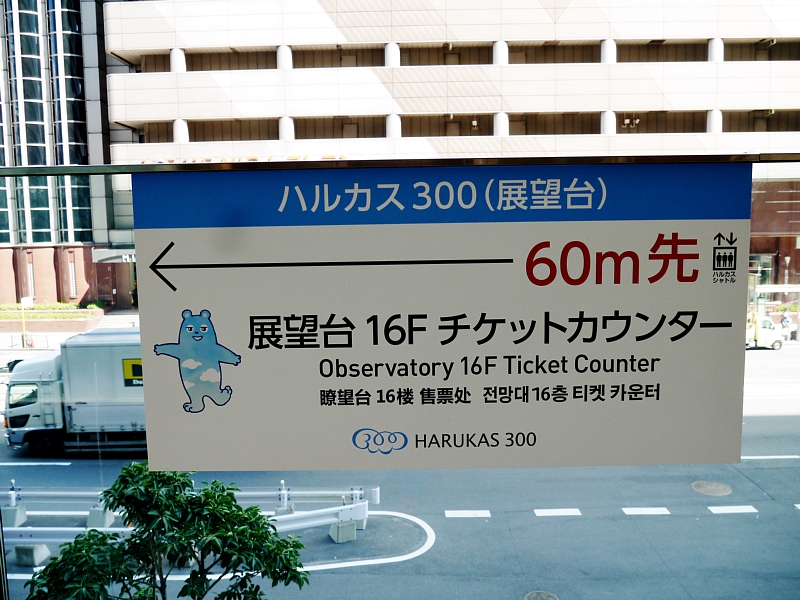 ハルカス300(展望台)
60m先
ハルカス
シャトル
展望台 16F チケットカウンター
Observatory 16F Ticket Counter
瞭望台 16楼 售票处 전망대 16층 티켓 카운터
300 HARUKAS 300